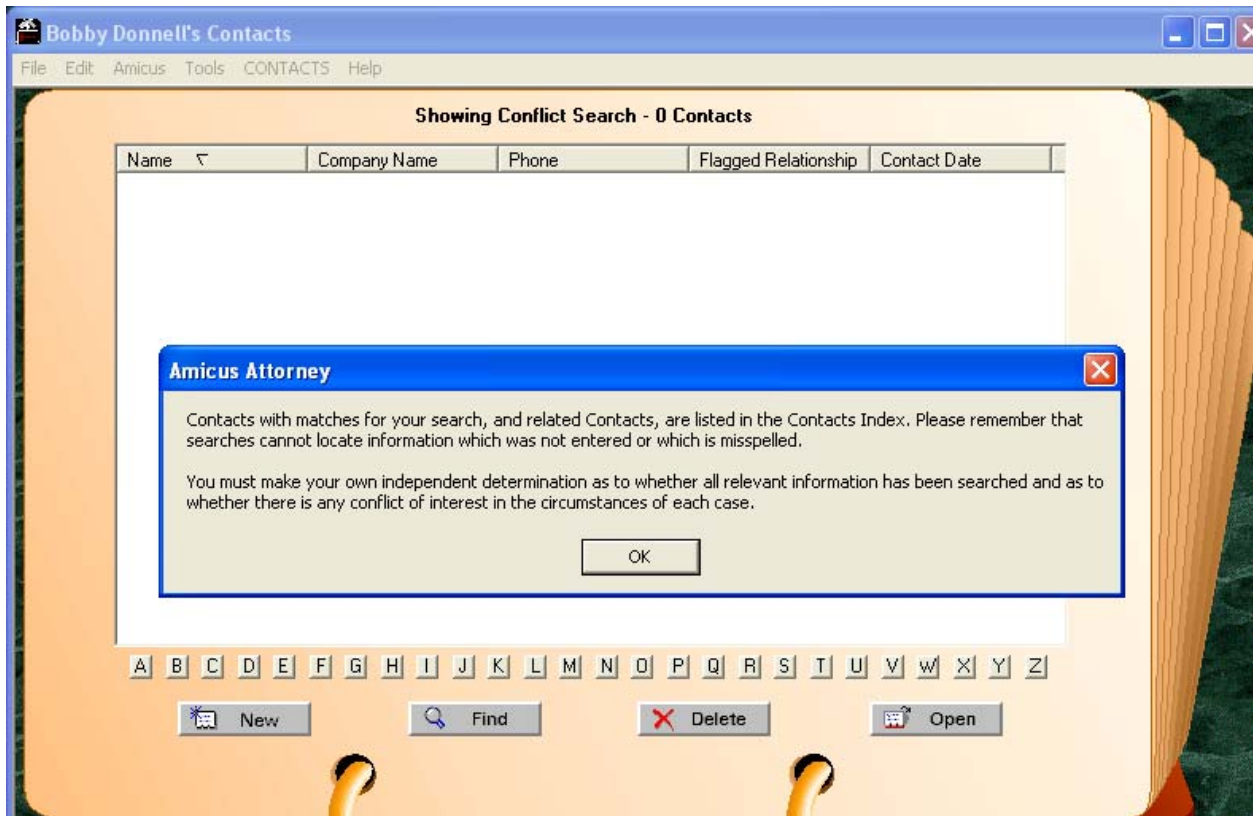 Bobby Donnell's Contacts
File Edit Amicus Tools CONTACTS Help
Showing Conflict Search - 0 Contacts
Name Company Name Phone Flagged Relationship Contact Date
Amicus Attorney
Contacts with matches for your search, and related Contacts, are listed in the Contacts Index. Please remember that
searches cannot locate information which was not entered or which is misspelled.
You must make your own independent determination as to whether all relevant information has been searched and as to
whether there is any conflict of interest in the circumstances of each case.
OK
A B C D E F G H I J K L M N O P Q R S T U V W X Y Z
New Find Delete Open